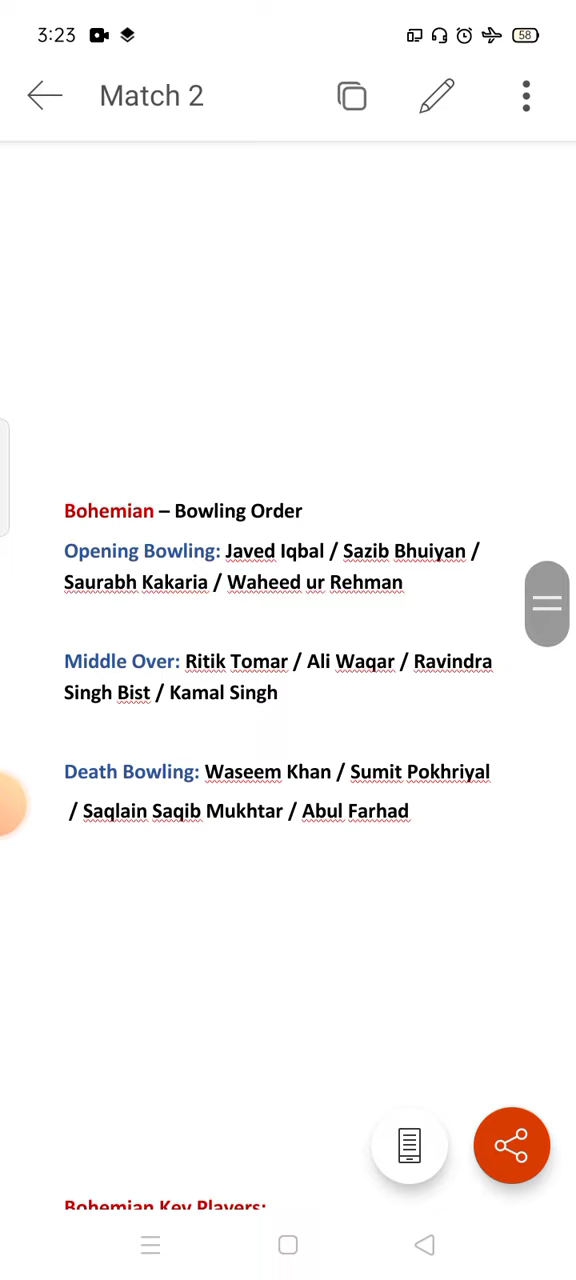 3:23
58
Match 2
Bohemian – Bowling Order
Opening Bowling: Javed Iqbal / Sazib Bhuiyan /
Saurabh Kakaria / Waheed ur Rehman
Middle Over: Ritik Tomar / Ali Waqar / Ravindra
Singh Bist / Kamal Singh
Death Bowling: Waseem Khan / Sumit Pokhriyal
/ Saqlain Saqib Mukhtar / Abul Farhad
Bohemian Key Players: